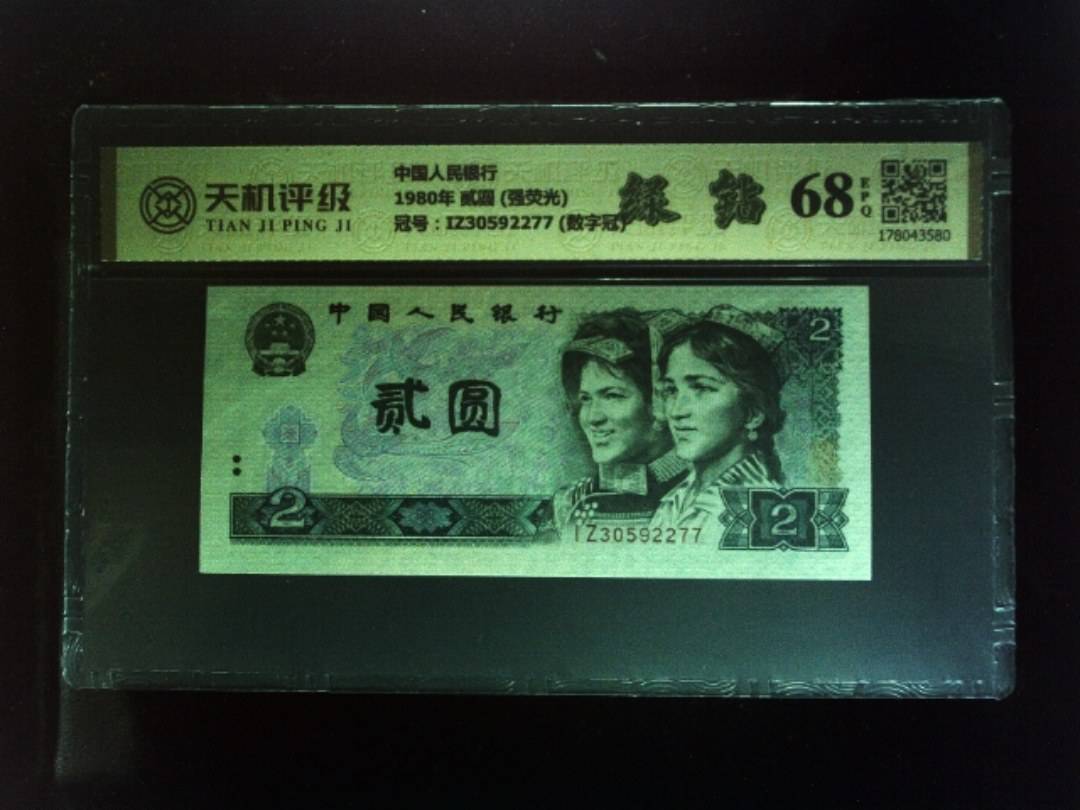 天机评级
TIAN JI PING JI
中国人民银行
1980年 贰圆 (强荧光)
冠号：IZ30592277 (数字冠)
绿钻
68
EPQ
178043580
中国人民银行
2
贰圆
2
2
IZ30592277